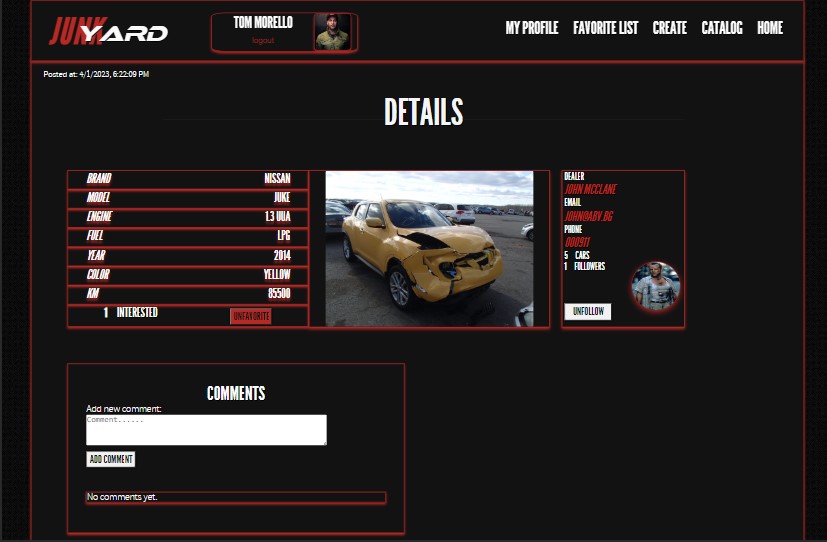 JUNKYARD
TOM MORELLO
logout
MY PROFILE FAVORITE LIST CREATE CATALOG HOME
Posted at: 4/1/2023, 6:22:09 PM
DETAILS
BRAND NISSAN
MODEL JUKE
ENGINE 1.3 UUA
FUEL LPG
YEAR 2014
COLOR YELLOW
KM 85500
1 INTERESTED UNFAVORITE
DEALER
JOHN MCCLANE
EMAIL
JOHN@ABV.BG
PHONE
000911
5 CARS
1 FOLLOWERS
UNFOLLOW
COMMENTS
Add new comment:
Comment......
ADD COMMENT
No comments yet.